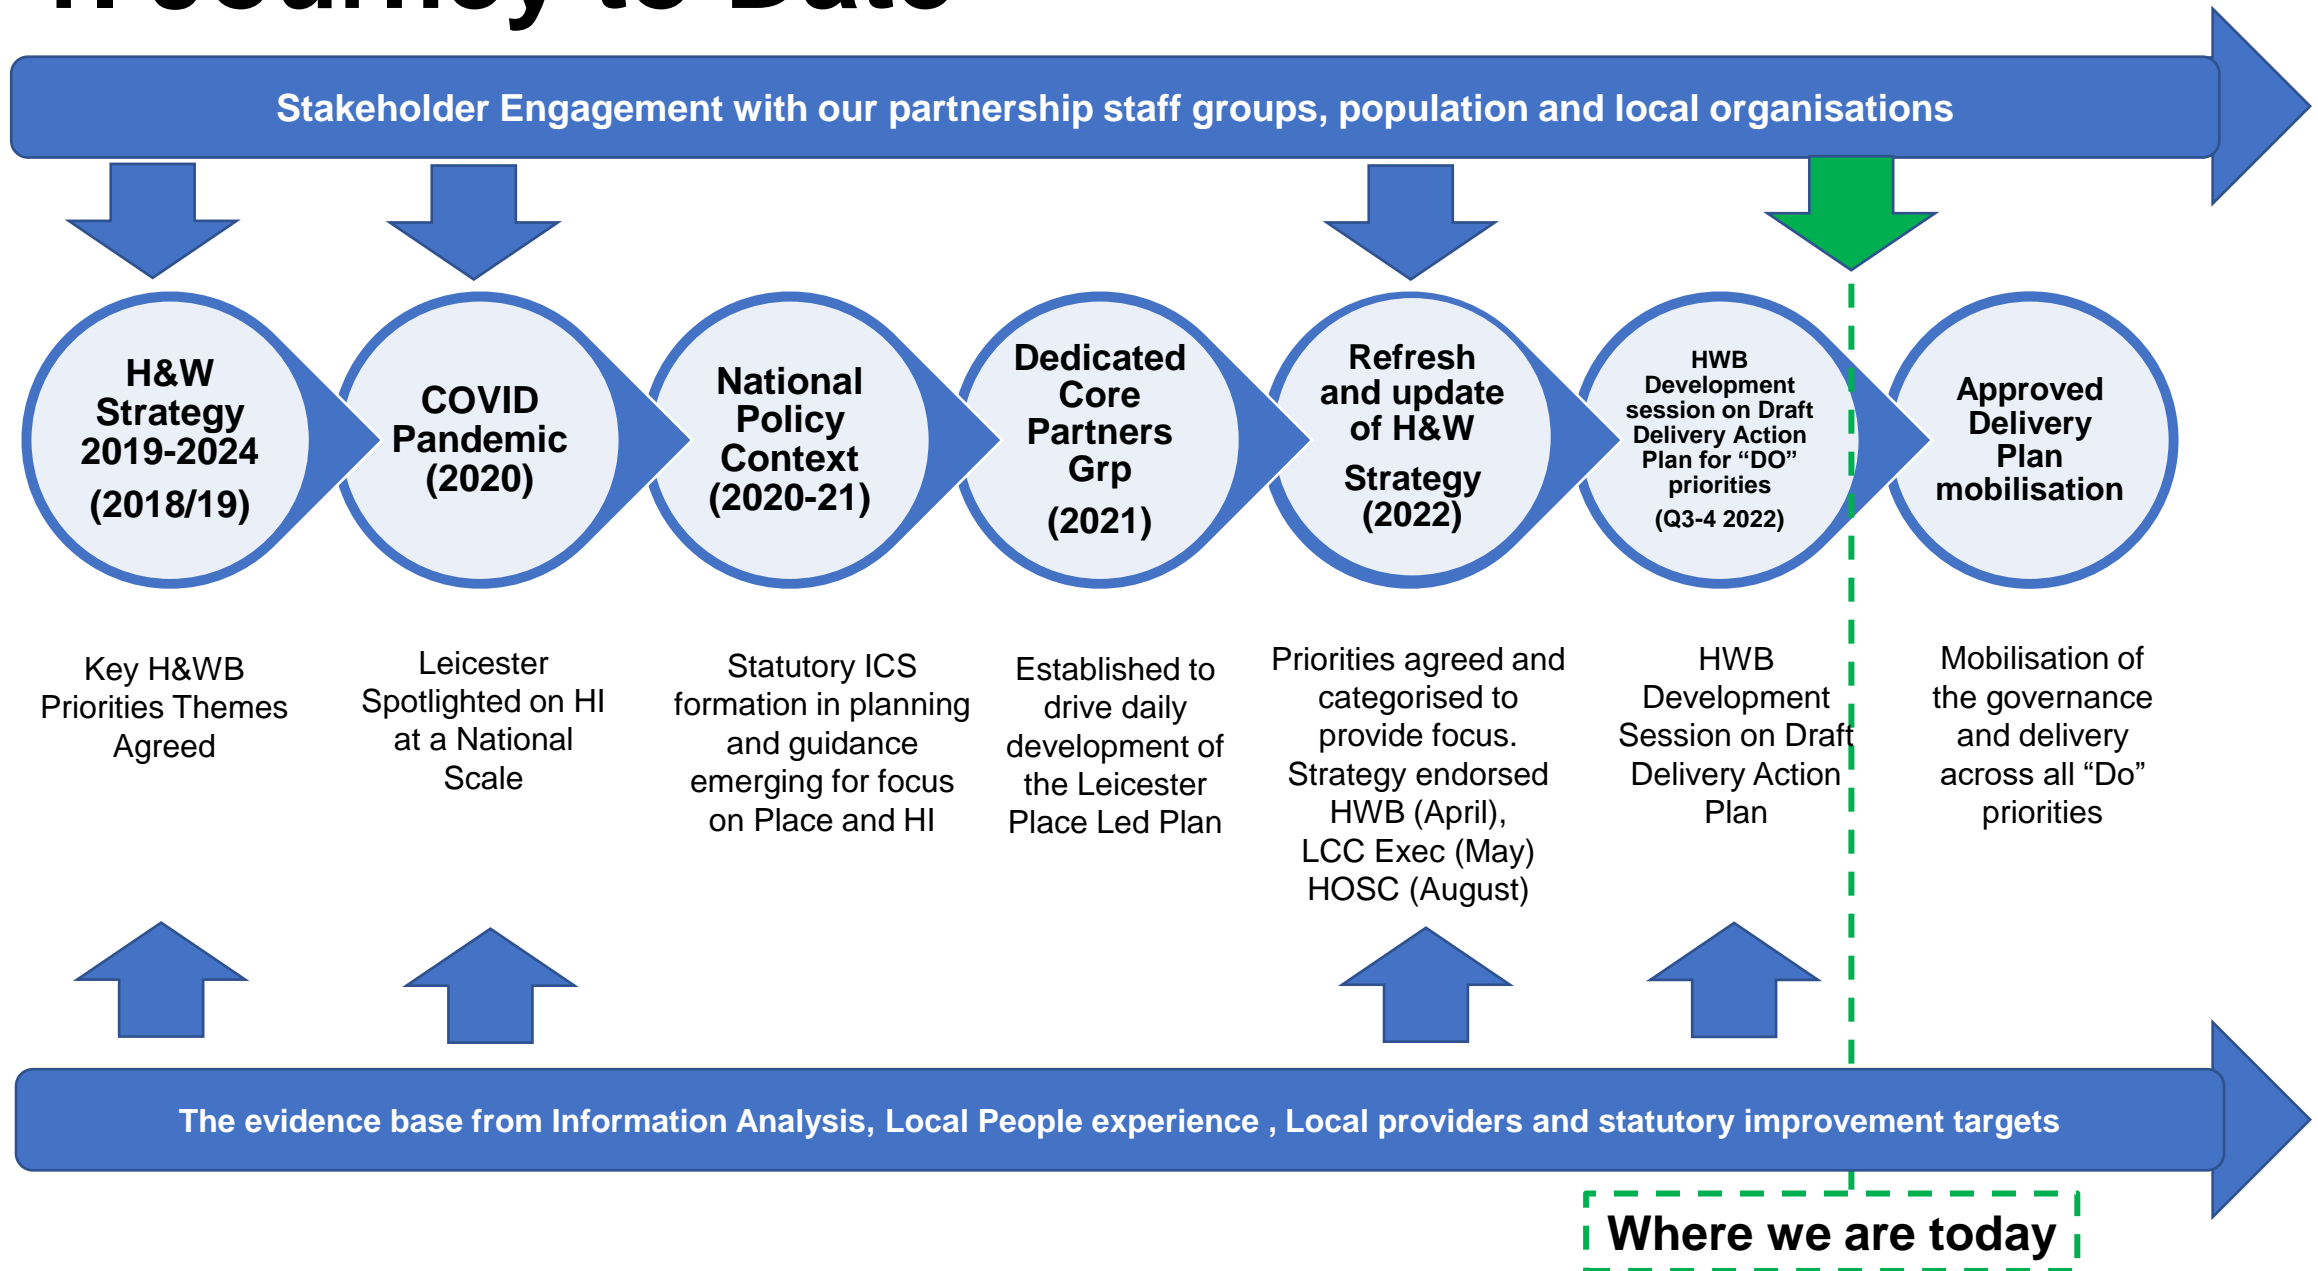 Journey to Date
Stakeholder Engagement with our partnership staff groups, population and local organisations
H&W
Strategy
2019-2024
(2018/19)
COVID
Pandemic
(2020)
National
Policy
Context
(2020-21)
Dedicated
Core
Partners
Grp
(2021)
Refresh
and update
of H&W
Strategy
(2022)
HWB
Development
session on Draft
Delivery Action
Plan for “DO”
priorities
(Q3-4 2022)
Approved
Delivery
Plan
mobilisation
Key H&WB
Priorities Themes
Agreed
Leicester
Spotlighted on HI
at a National
Scale
Statutory ICS
formation in planning
and guidance
emerging for focus
on Place and HI
Established to
drive daily
development of
the Leicester
Place Led Plan
Priorities agreed and
categorised to
provide focus.
Strategy endorsed
HWB (April),
LCC Exec (May)
HOSC (August)
HWB
Development
Session on Draft
Delivery Action
Plan
Mobilisation of
the governance
and delivery
across all “Do”
priorities
The evidence base from Information Analysis, Local People experience , Local providers and statutory improvement targets
Where we are today